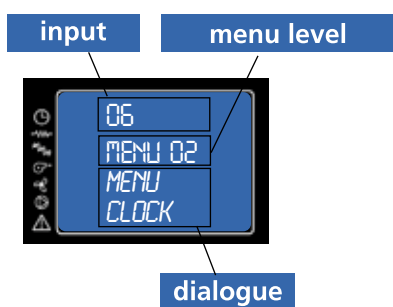 input
menu level
06
MENU 02
MENU
CLOCK
dialogue